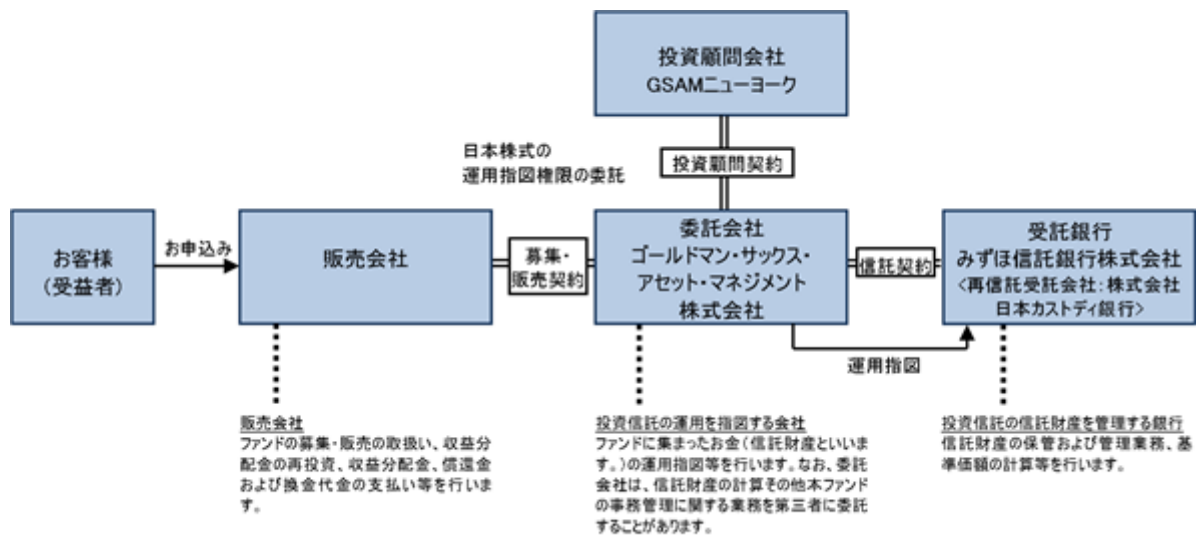 投資顧問会社
GSAMニューヨーク
日本株式の
運用指図権限の委託
投資顧問契約
お客様
(受益者)
お申込み
販売会社
募集・
販売契約
委託会社
ゴールドマン・サックス・
アセット・マネジメント
株式会社
信託契約
受託銀行
みずほ信託銀行株式会社
<再信託受託会社:株式会社
日本カストディ銀行>
運用指図
販売会社
ファンドの募集・販売の取扱い、収益分
配金の再投資、収益分配金、償還金
および換金代金の支払い等を行いま
す。
投資信託の運用を指図する会社
ファンドに集まったお金(信託財産といいま
す。)の運用指図等を行います。なお、委託
会社は、信託財産の計算その他本ファンド
の事務管理に関する業務を第三者に委託
することがあります。
投資信託の信託財産を管理する銀行
信託財産の保管および管理業務、基
準価額の計算等を行います。